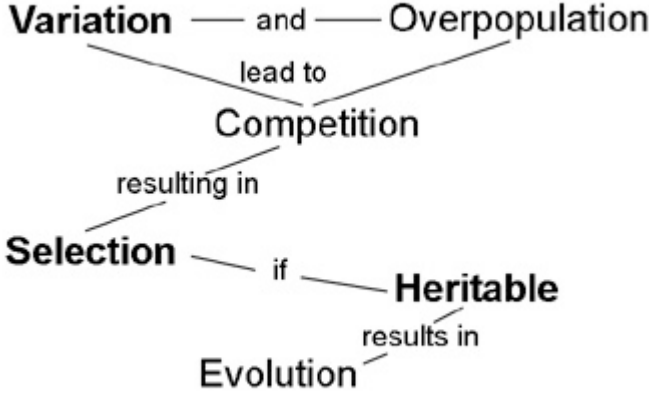 Variation and Overpopulation
lead to
Competition
resulting in
Selection
if
Heritable
results in
Evolution